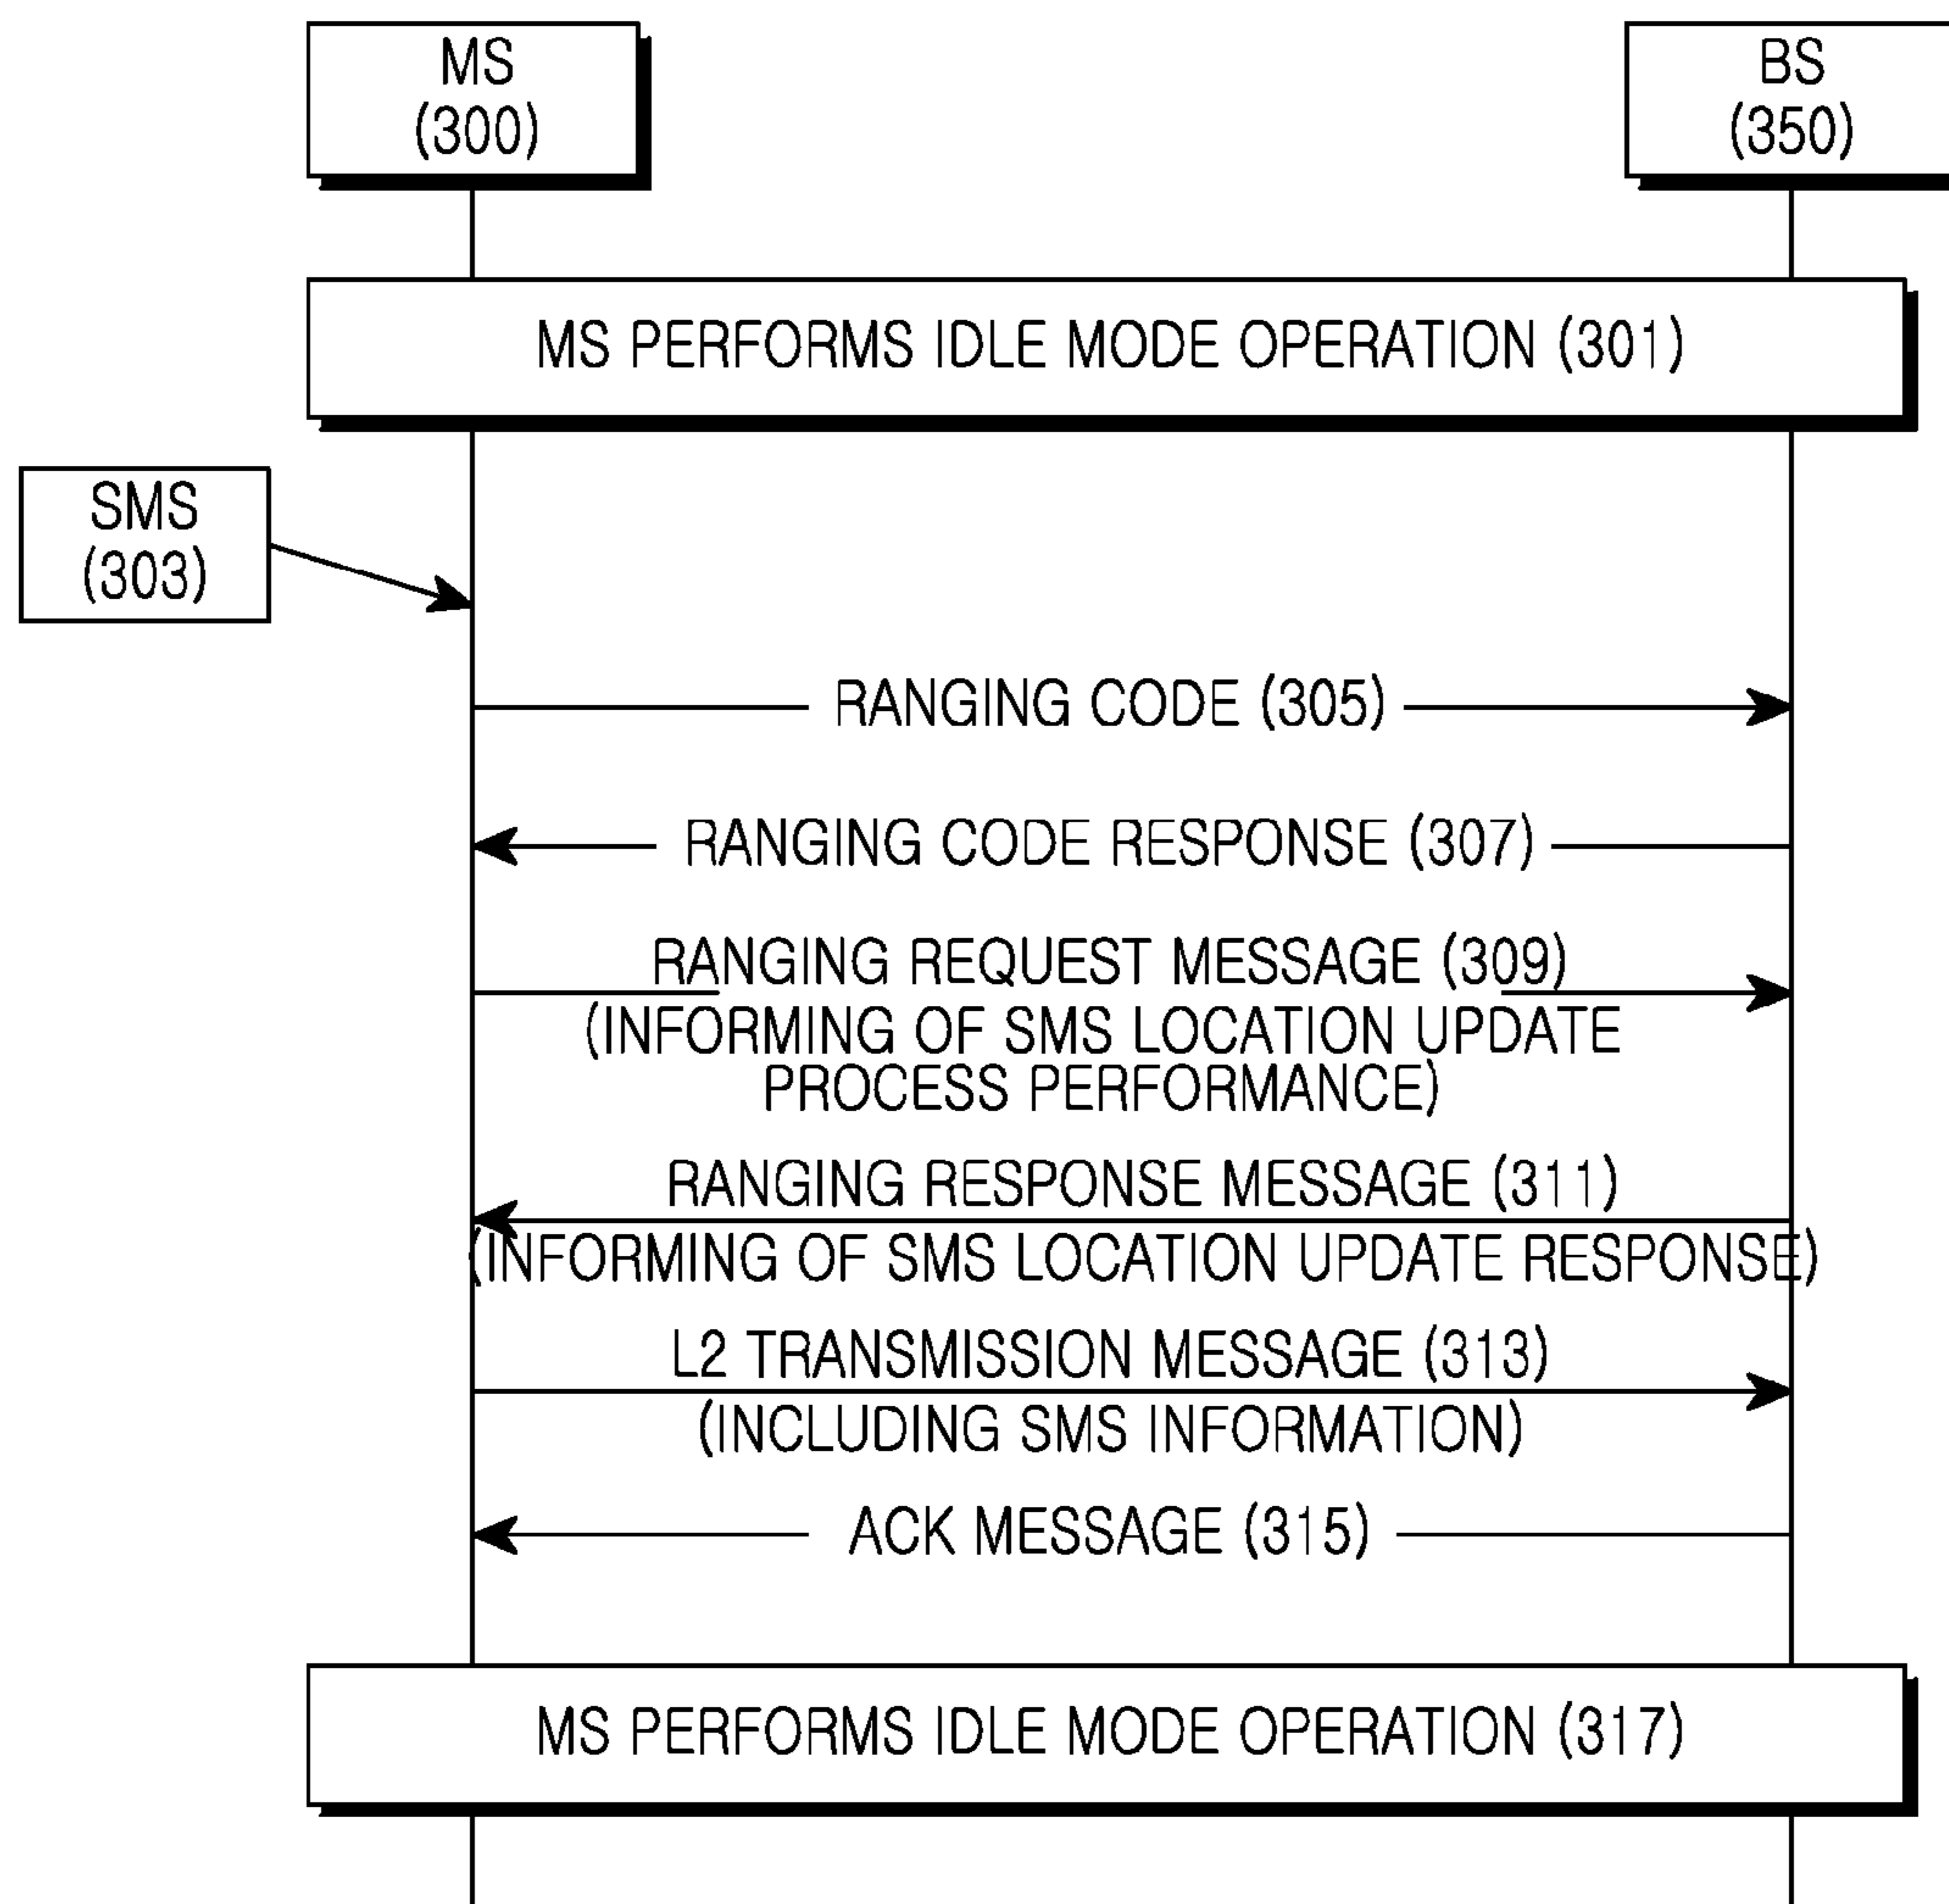 MS
(300)
BS
(350)
MS PERFORMS IDLE MODE OPERATION (301)
SMS
(303)
RANGING CODE (305)
RANGING CODE RESPONSE (307)
RANGING REQUEST MESSAGE (309)
(INFORMING OF SMS LOCATION UPDATE
PROCESS PERFORMANCE)
RANGING RESPONSE MESSAGE (311)
(INFORMING OF SMS LOCATION UPDATE RESPONSE)
L2 TRANSMISSION MESSAGE (313)
(INCLUDING SMS INFORMATION)
ACK MESSAGE (315)
MS PERFORMS IDLE MODE OPERATION (317)